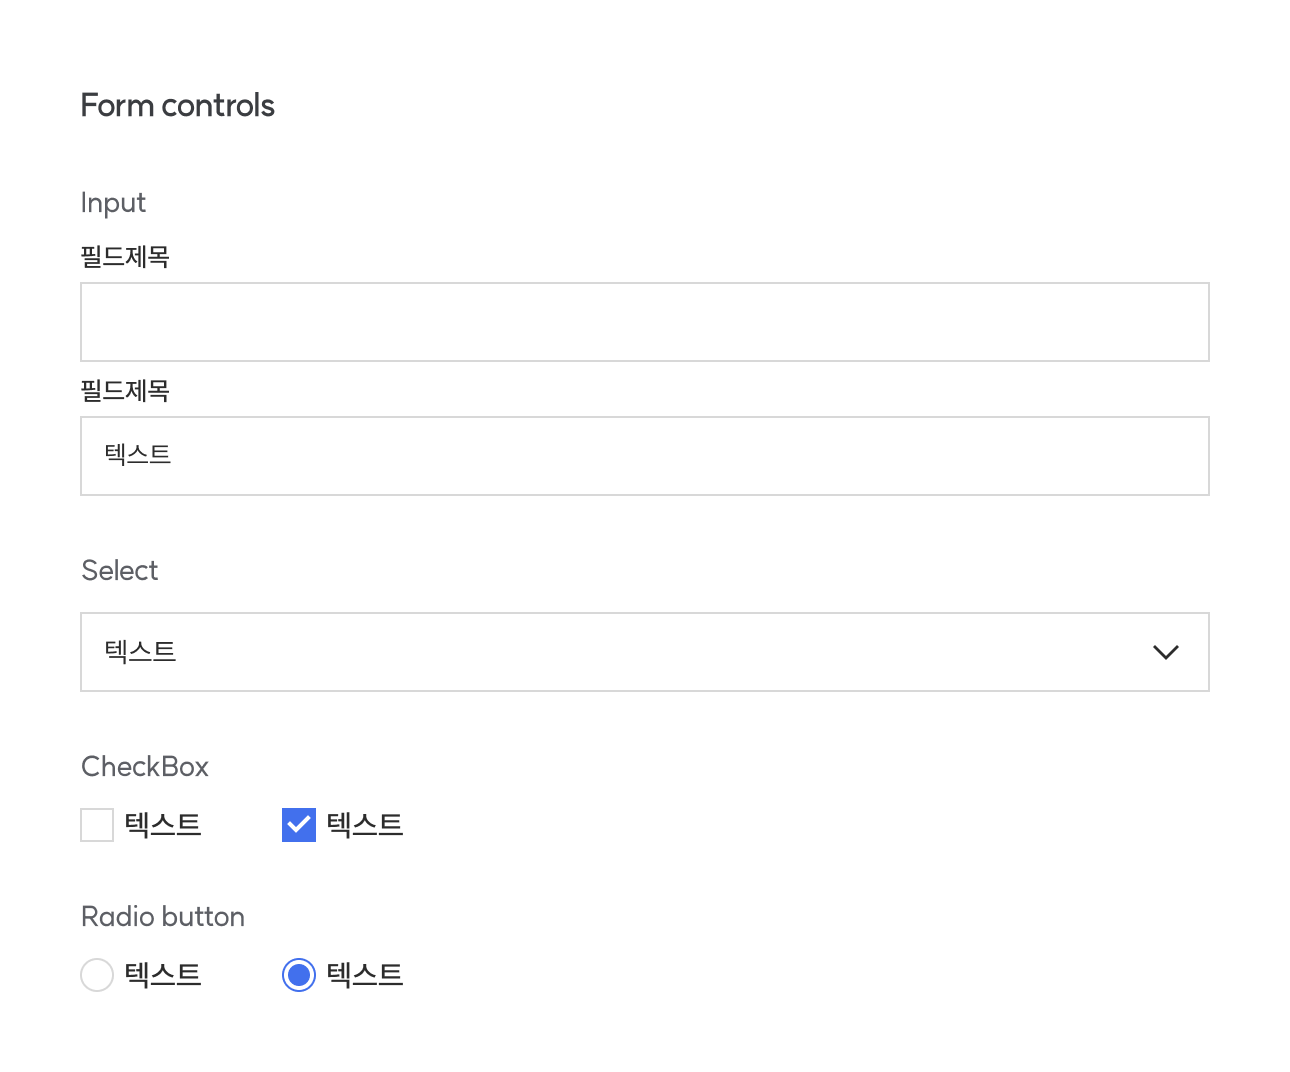 Form controls
Input
필드제목
필드제목
텍스트
Select
텍스트
CheckBox
텍스트 텍스트
Radio button
텍스트 텍스트